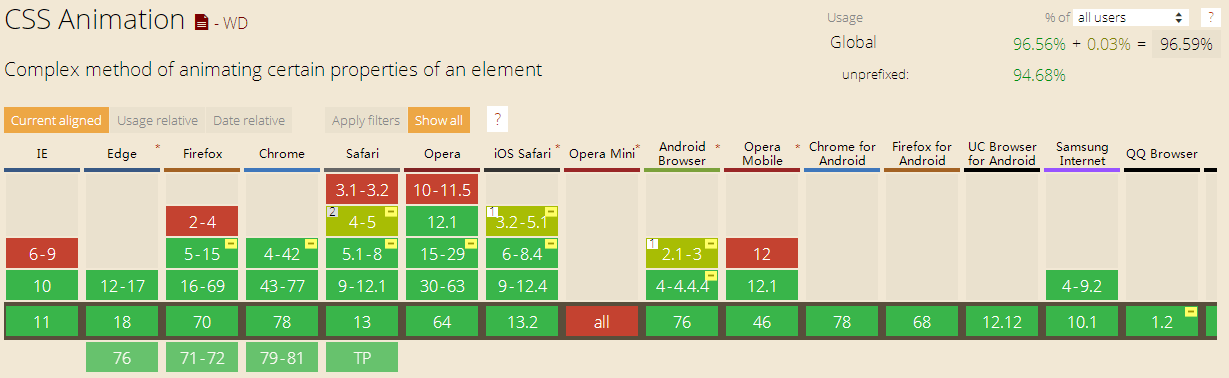 CSS Animation - WD
Usage % of all users ?
Global 96.56% + 0.03% = 96.59%
unprefixed: 94.68%
Complex method of animating certain properties of an element
Current aligned Usage relative Date relative Apply filters Show all ?
IE Edge * Firefox Chrome Safari Opera iOS Safari * Opera Mini * Android Browser * Opera Mobile * Chrome for Android Firefox for Android UC Browser for Android Samsung Internet QQ Browser
3.1-3.2 10-11.5
2-4 2 4-5 12.1 1 3.2-5.1
6-9 5-15 4-42 5.1-8 15-29 6-8.4 1 2.1-3 12
10 12-17 16-69 43-77 9-12.1 30-63 9-12.4 4-4.4.4 12.1 4-9.2
11 18 70 78 13 64 13.2 all 76 46 78 68 12.12 10.1 1.2
76 71-72 79-81 TP